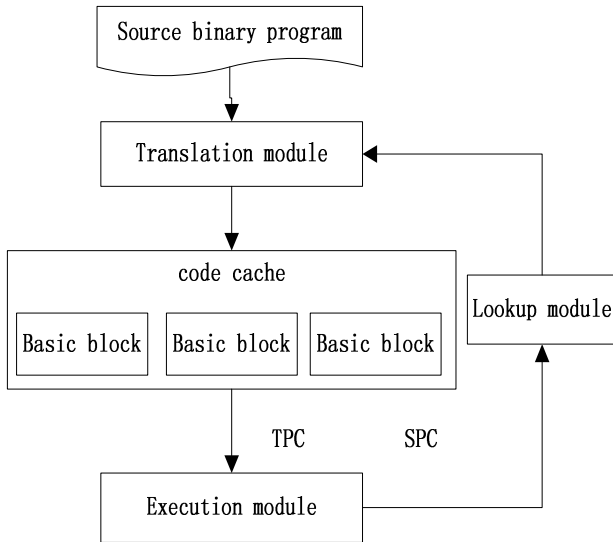 Source binary program
Translation module
code cache
Lookup module
Basic block
Basic block
Basic block
TPC
SPC
Execution module